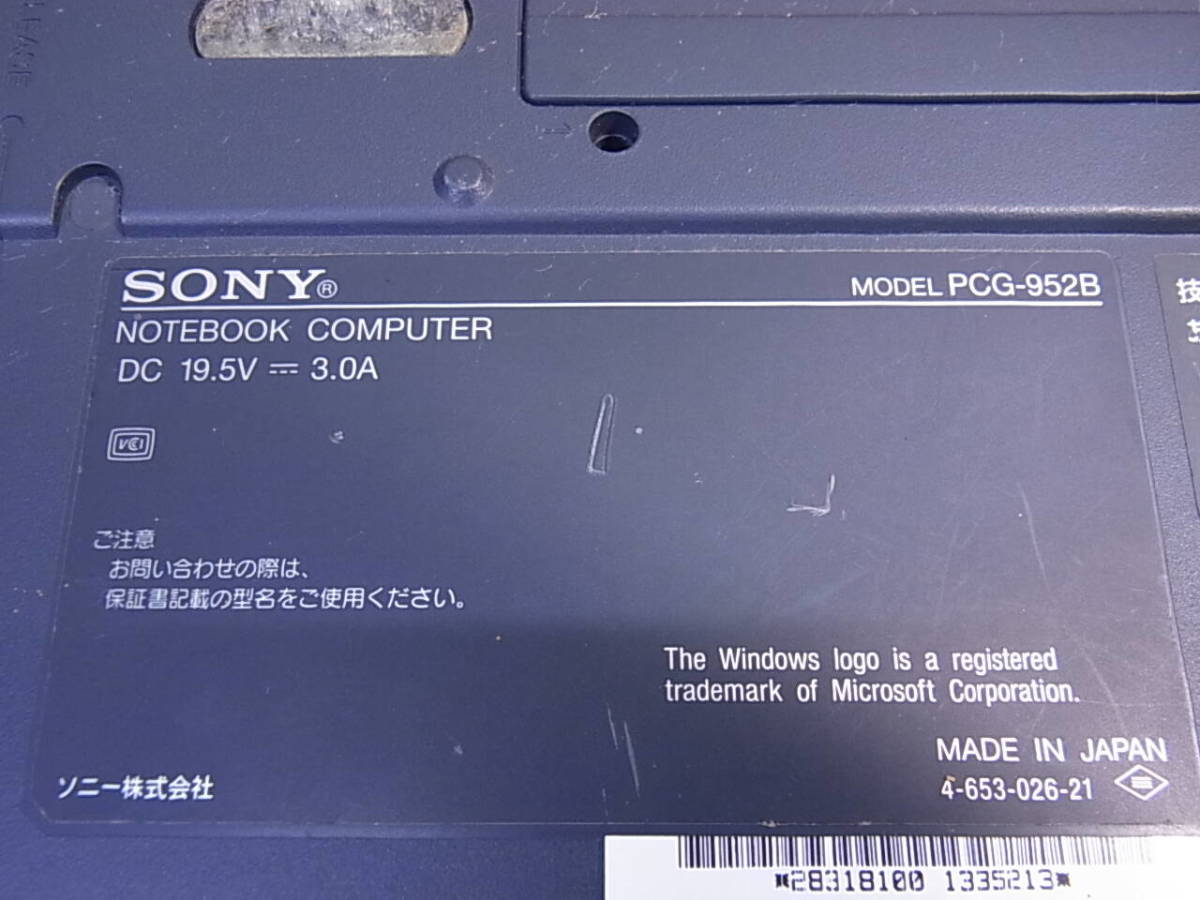 SONY®
MODEL PCG-952B
NOTEBOOK COMPUTER
DC 19.5V ⎓ 3.0A
VCCI
ご注意
お問い合わせの際は、
保証書記載の型名をご使用ください。
The Windows logo is a registered
trademark of Microsoft Corporation.
MADE IN JAPAN
ソニー株式会社
4-653-026-21
*28318100 1335213*
技